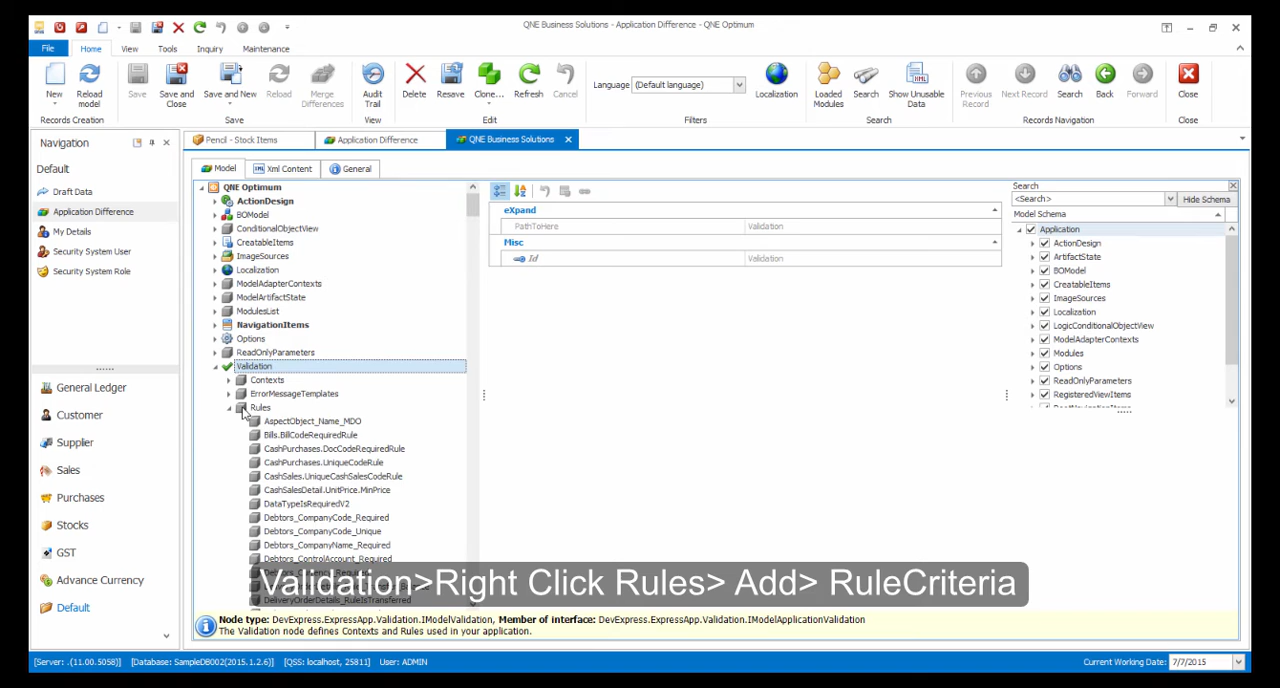 QNE Business Solutions - Application Difference - QNE Optimum
File Home View Tools Inquiry Maintenance
New Reload model Save Save and Close Save and New Reload Merge Differences Audit Trail Delete Resave Clone... Refresh Cancel Language (Default language) Localization Loaded Modules Search Show Unusable Data Previous Record Next Record Search Back Forward Close
Records Creation Save View Edit Filters Search Records Navigation Close
Navigation
Default
Draft Data
Application Difference
My Details
Security System User
Security System Role
General Ledger
Customer
Supplier
Sales
Purchases
Stocks
GST
Advance Currency
Default
Pencil - Stock Items Application Difference QNE Business Solutions
Model Xml Content General
QNE Optimum
ActionDesign
BOModel
ConditionalObjectView
CreatableItems
ImageSources
Localization
ModelAdapterContexts
ModelArtifactState
ModulesList
NavigationItems
Options
ReadOnlyParameters
Validation
Contexts
ErrorMessageTemplates
Rules
AspectObject_Name_MDO
Bills.BillCodeRequiredRule
CashPurchases.DocCodeRequiredRule
CashPurchases.UniqueCodeRule
CashSales.UniqueCashSalesCodeRule
CashSalesDetail.UnitPrice.MinPrice
DataTypeIsRequiredV2
Debtors_CompanyCode_Required
Debtors_CompanyCode_Unique
Debtors_CompanyName_Required
Debtors_ControlAccount_Required
DeliveryOrderDetails_RuleIsTransferred
eXpand
PathToHere Validation
Misc
Id Validation
Search
<Search> Hide Schema
Model Schema
Application
ActionDesign
ArtifactState
BOModel
CreatableItems
ImageSources
Localization
LogicConditionalObjectView
ModelAdapterContexts
Modules
Options
ReadOnlyParameters
RegisteredViewItems
Validation>Right Click Rules> Add> RuleCriteria
Node type: DevExpress.ExpressApp.Validation.IModelValidation, Member of interface: DevExpress.ExpressApp.Validation.IModelApplicationValidation
The Validation node defines Contexts and Rules used in your application.
[Server: .(11.00.5058)] [Database: SampleDB002(2015.1.2.6)] [QSS: localhost, 25811] User: ADMIN Current Working Date: 7/7/2015